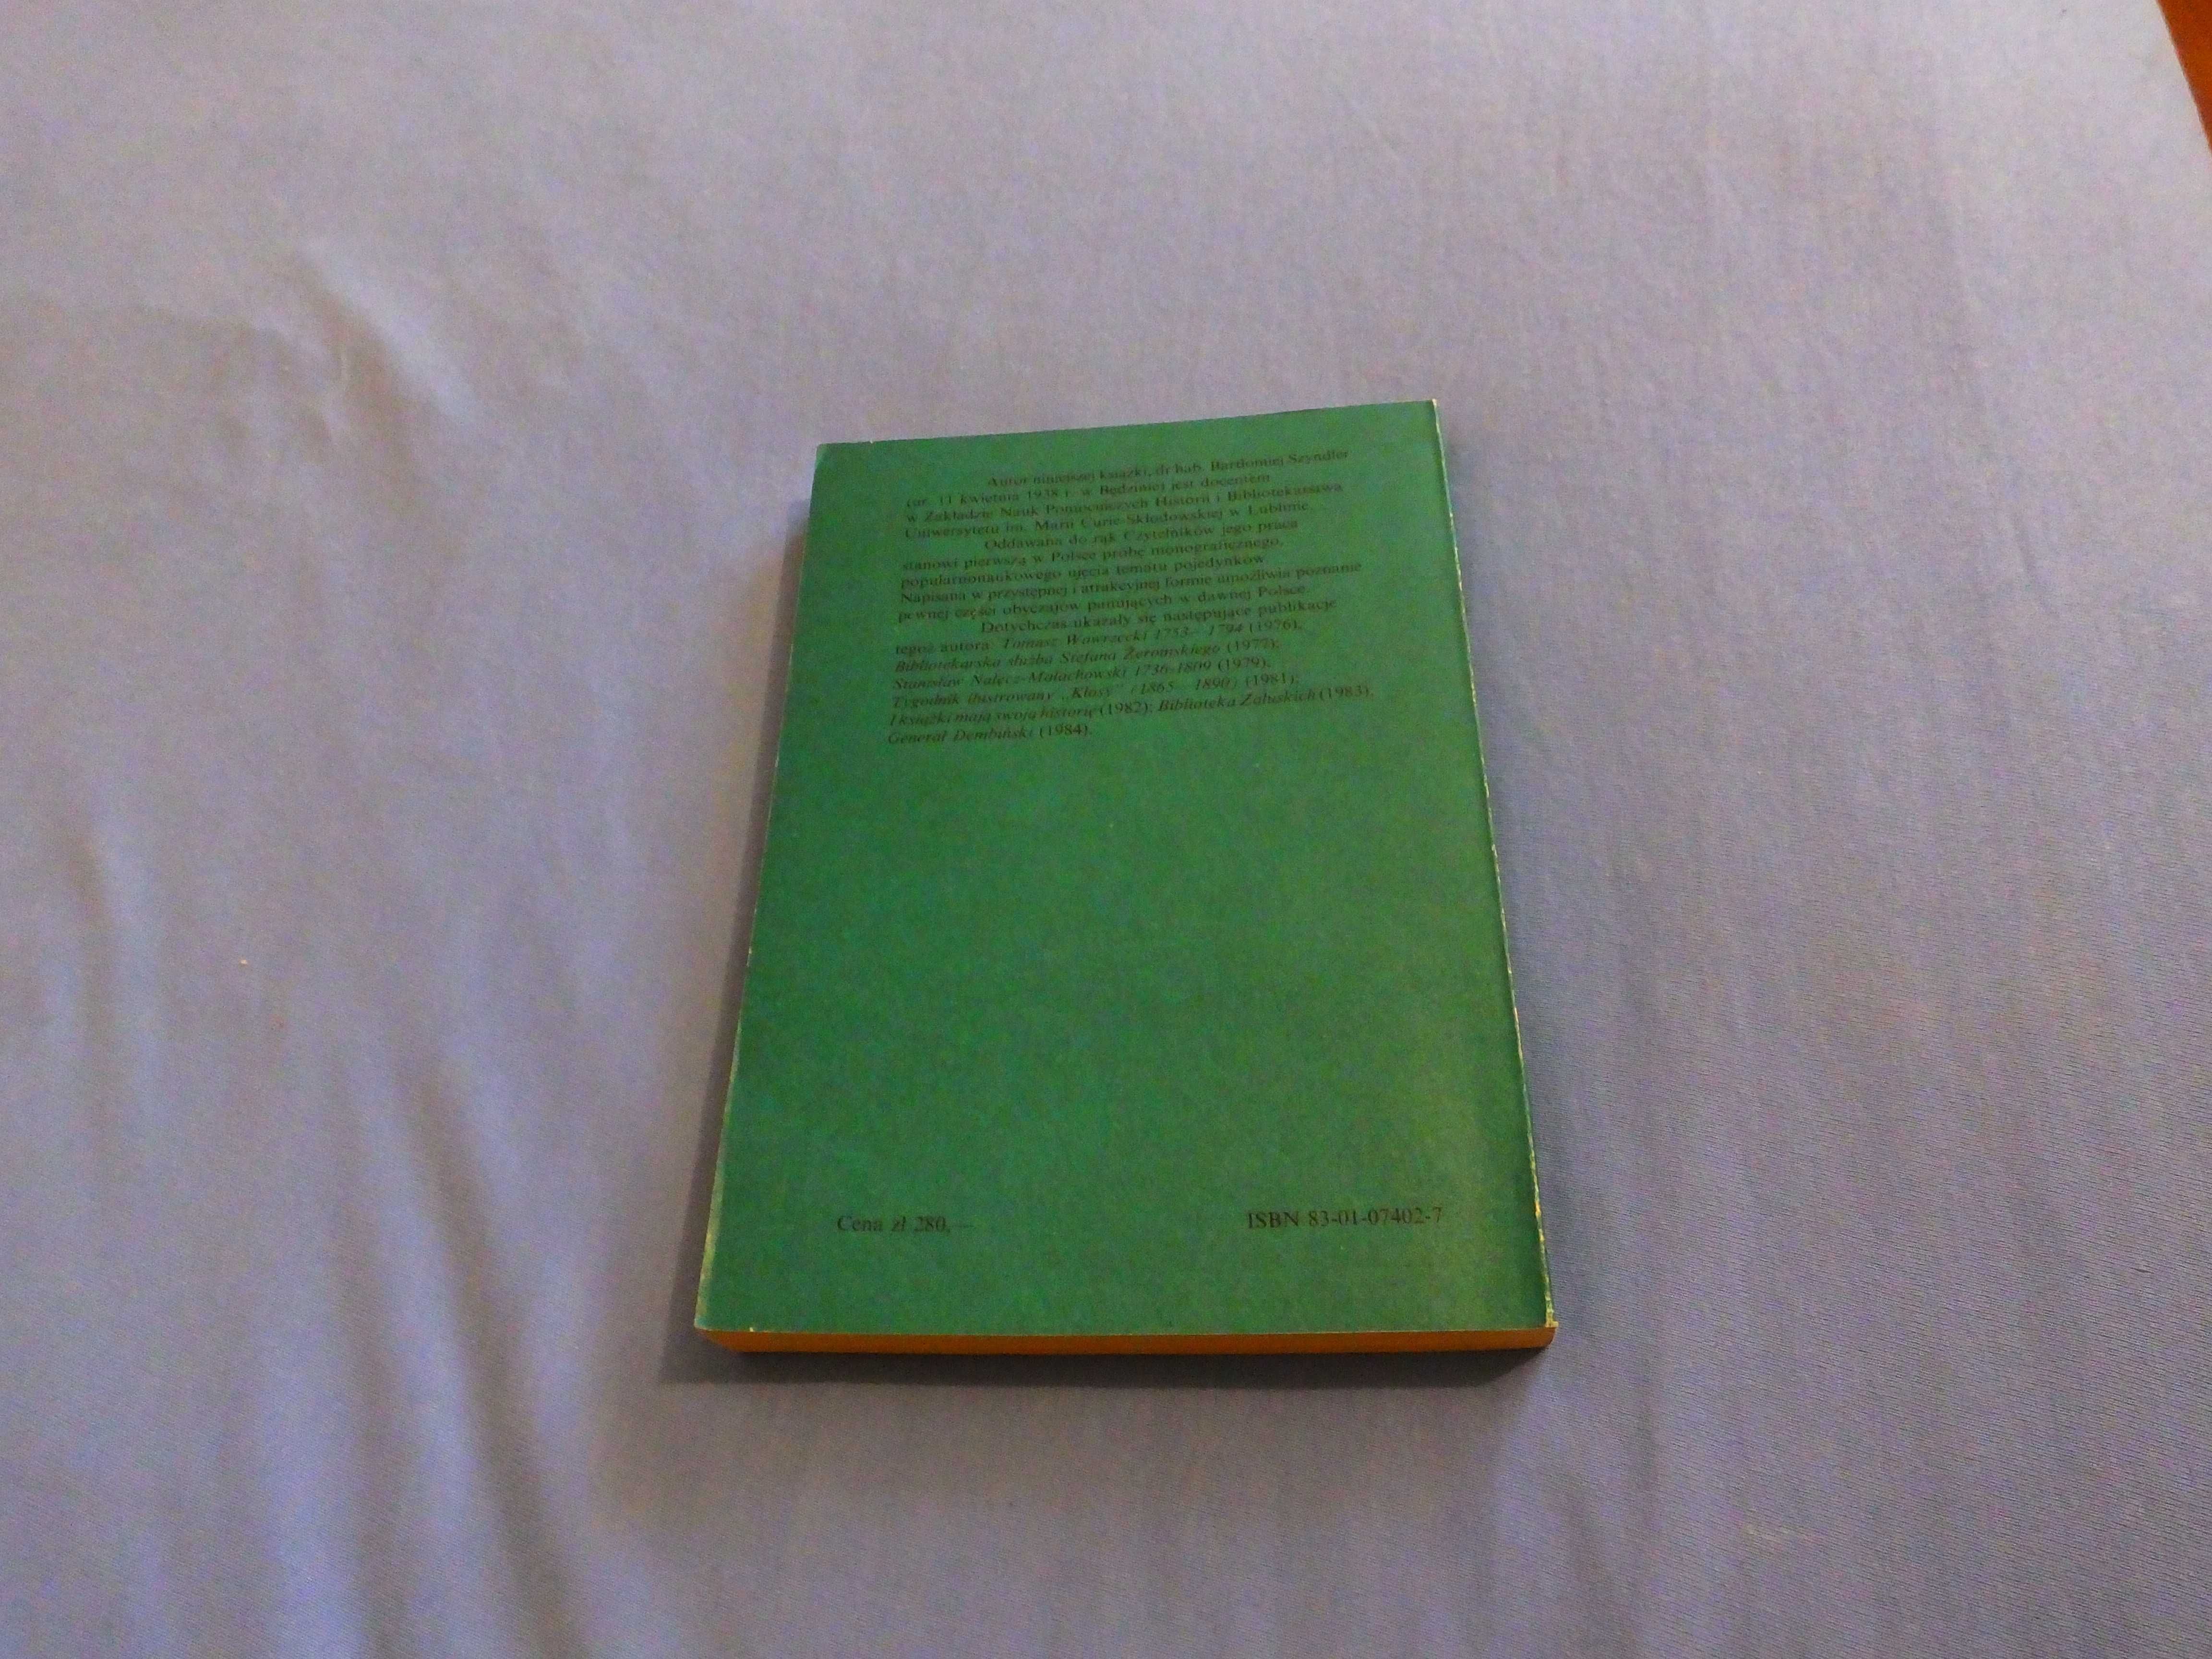 Autor niniejszej książki, dr hab. Bartłomiej Szyndler
(ur. 11 kwietnia 1938 r. w Będzinie) jest docentem
w Zakładzie Nauk Pomocniczych Historii i Bibliotekarstwa
Uniwersytetu im. Marii Curie-Skłodowskiej w Lublinie.
Oddawana do rąk Czytelników jego praca
stanowi pierwszą w Polsce próbę monograficznego,
popularnonaukowego ujęcia tematu pojedynków
Napisana w przystępnej i atrakcyjnej formie umożliwia poznanie
pewnej części obyczajów panujących w dawnej Polsce.
Dotychczas ukazały się następujące publikacje
tegoż autora: Tomasz Wawrzecki 1753–1794 (1976);
Bibliotekarska służba Stefana Żeromskiego (1977);
Stanisław Nałęcz-Małachowski 1736-1809 (1979);
Tygodnik ilustrowany „Kłosy” (1865–1890) (1981);
I książki mają swoją historię (1982); Biblioteka Załuskich (1983),
Generał Dembiński (1984).
Cena zł 280,—
ISBN 83-01-07402-7